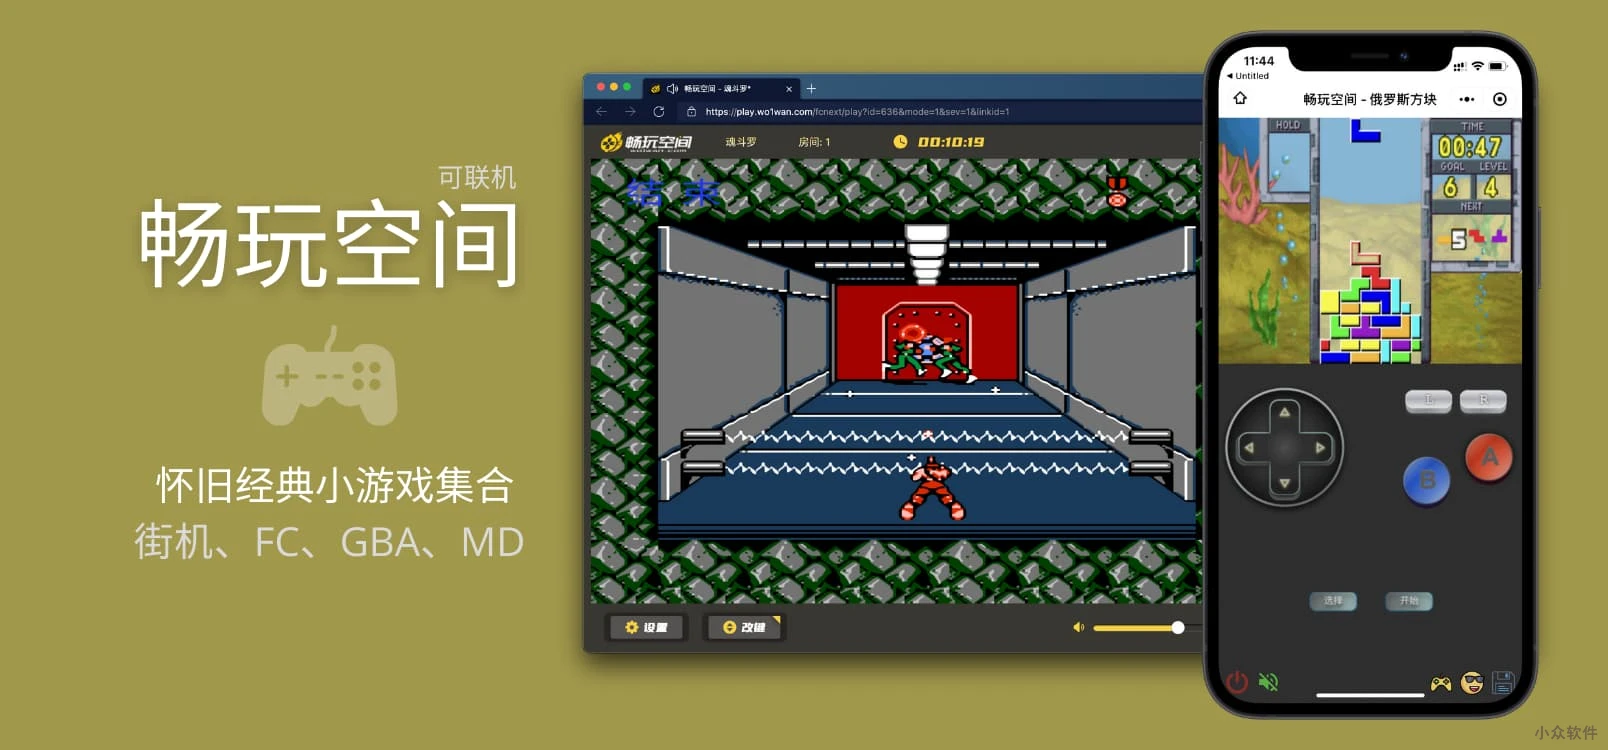 可联机
畅玩空间
怀旧经典小游戏集合
街机、FC、GBA、MD
畅玩空间 - 魂斗罗*
https://play.wo1wan.com/fcnext/play?id=636&mode=1&sev=1&linkid=1
畅玩空间
wo1wan.com
魂斗罗
房间: 1
00:10:19
结 束
设置
改键
11:44
Untitled
畅玩空间 - 俄罗斯方块
HOLD
TIME
00:47
GOAL LEVEL
6 4
NEXT
5
L R
A
B
选择 开始
小众软件